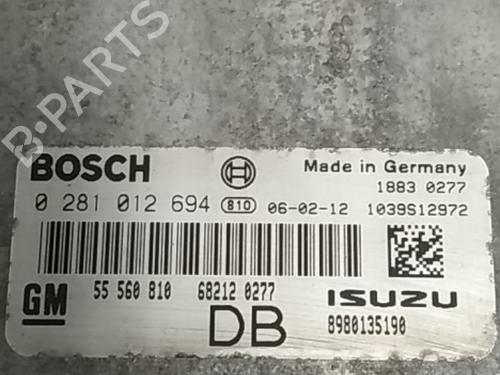 B-PARTS
BOSCH
Made in Germany
1883 0277
0 281 012 694 810 06-02-12 1039S12972
GM 55 560 810 68212 0277 ISUZU
DB 8980135190